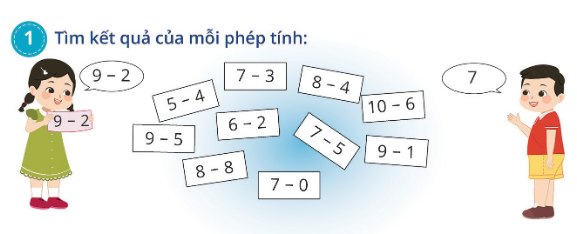 1 Tìm kết quả của mỗi phép tính:
9 – 2
7
9 – 2
7 – 3
8 – 4
5 – 4
10 – 6
6 – 2
9 – 5
7 – 5
9 – 1
8 – 8
7 – 0